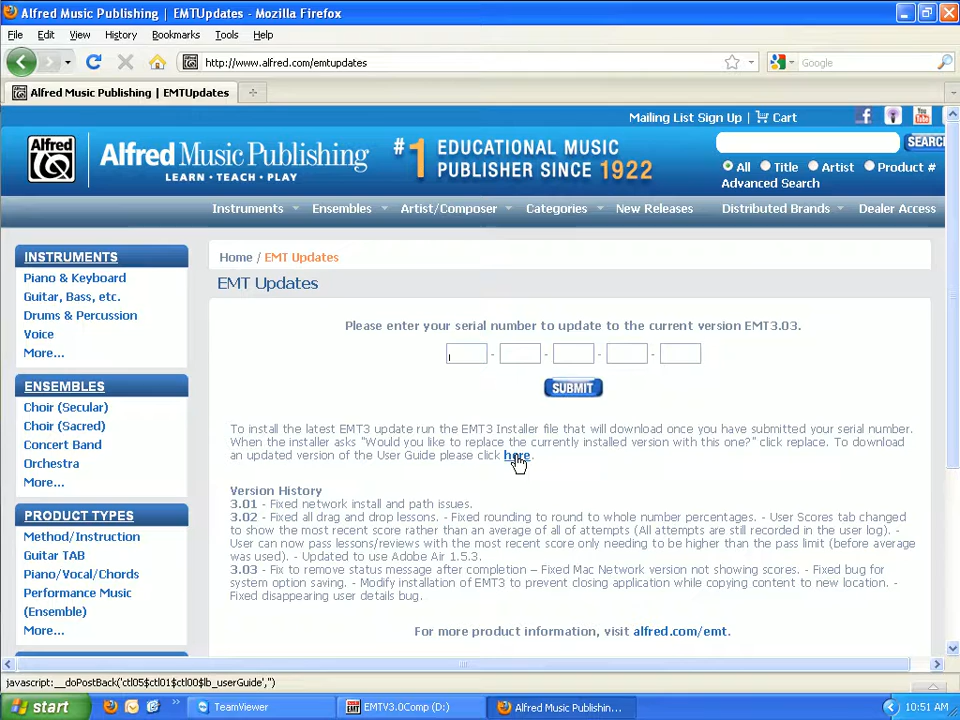 Alfred Music Publishing | EMTUpdates - Mozilla Firefox
File Edit View History Bookmarks Tools Help
http://www.alfred.com/emtupdates
Google
Alfred Music Publishing | EMTUpdates
Mailing List Sign Up | Cart
Alfred
Alfred Music Publishing
LEARN • TEACH • PLAY
#1 EDUCATIONAL MUSIC
PUBLISHER SINCE 1922
SEARCH
All Title Artist Product #
Advanced Search
Instruments Ensembles Artist/Composer Categories New Releases Distributed Brands Dealer Access
INSTRUMENTS
Piano & Keyboard
Guitar, Bass, etc.
Drums & Percussion
Voice
More...
ENSEMBLES
Choir (Secular)
Choir (Sacred)
Concert Band
Orchestra
More...
PRODUCT TYPES
Method/Instruction
Guitar TAB
Piano/Vocal/Chords
Performance Music
(Ensemble)
More...
Home / EMT Updates
EMT Updates
Please enter your serial number to update to the current version EMT3.03.
- - - -
SUBMIT
To install the latest EMT3 update run the EMT3 Installer file that will download once you have submitted your serial number.
When the installer asks "Would you like to replace the currently installed version with this one?" click replace. To download
an updated version of the User Guide please click here.
Version History
3.01 - Fixed network install and path issues.
3.02 - Fixed all drag and drop lessons. - Fixed rounding to round to whole number percentages. - User Scores tab changed
to show the most recent score rather than an average of all of attempts (All attempts are still recorded in the user log). -
User can now pass lessons/reviews with the most recent score only needing to be higher than the pass limit (before average
was used). - Updated to use Adobe Air 1.5.3.
3.03 - Fix to remove status message after completion – Fixed Mac Network version not showing scores. - Fixed bug for
system option saving. - Modify installation of EMT3 to prevent closing application while copying content to new location. -
Fixed disappearing user details bug.
For more product information, visit alfred.com/emt.
javascript:__doPostBack('ctl05$ctl01$ctl00$lb_userGuide','')
start
TeamViewer
EMTV3.0Comp (D:)
Alfred Music Publishin...
10:51 AM